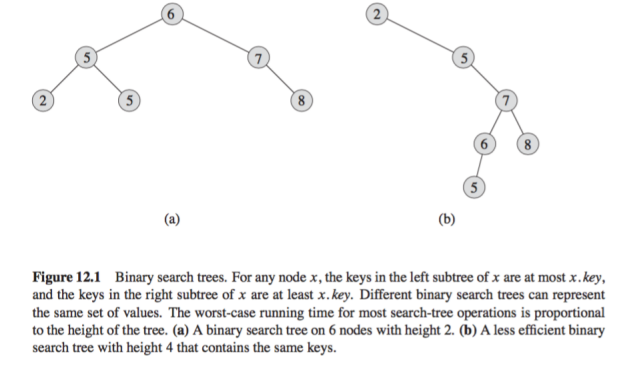 6
2
5
7
5
2
5
8
7
6
8
5
(a)
(b)
Figure 12.1 Binary search trees. For any node x, the keys in the left subtree of x are at most x.key,
and the keys in the right subtree of x are at least x.key. Different binary search trees can represent
the same set of values. The worst-case running time for most search-tree operations is proportional
to the height of the tree. (a) A binary search tree on 6 nodes with height 2. (b) A less efficient binary
search tree with height 4 that contains the same keys.